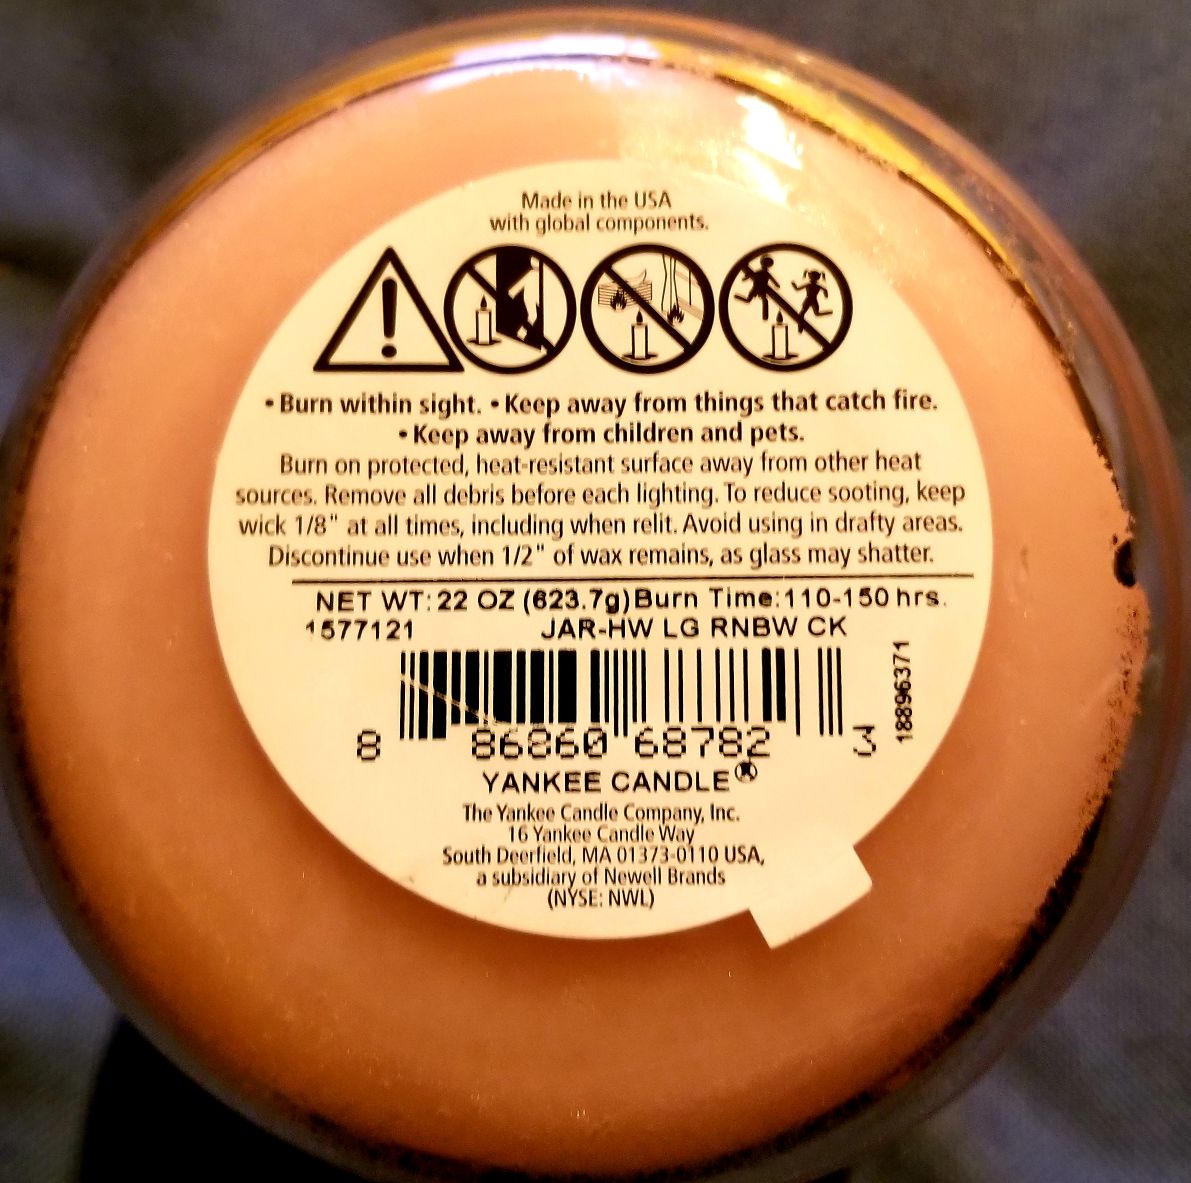 Made in the USA
with global components.
• Burn within sight. • Keep away from things that catch fire.
• Keep away from children and pets.
Burn on protected, heat-resistant surface away from other heat
sources. Remove all debris before each lighting. To reduce sooting, keep
wick 1/8" at all times, including when relit. Avoid using in drafty areas.
Discontinue use when 1/2" of wax remains, as glass may shatter.
NET WT: 22 OZ (623.7g) Burn Time: 110-150 hrs.
1577121 JAR-HW LG RNBW CK
18896371
8 86860 68782 3
YANKEE CANDLE®
The Yankee Candle Company, Inc.
16 Yankee Candle Way
South Deerfield, MA 01373-0110 USA,
a subsidiary of Newell Brands
(NYSE: NWL)